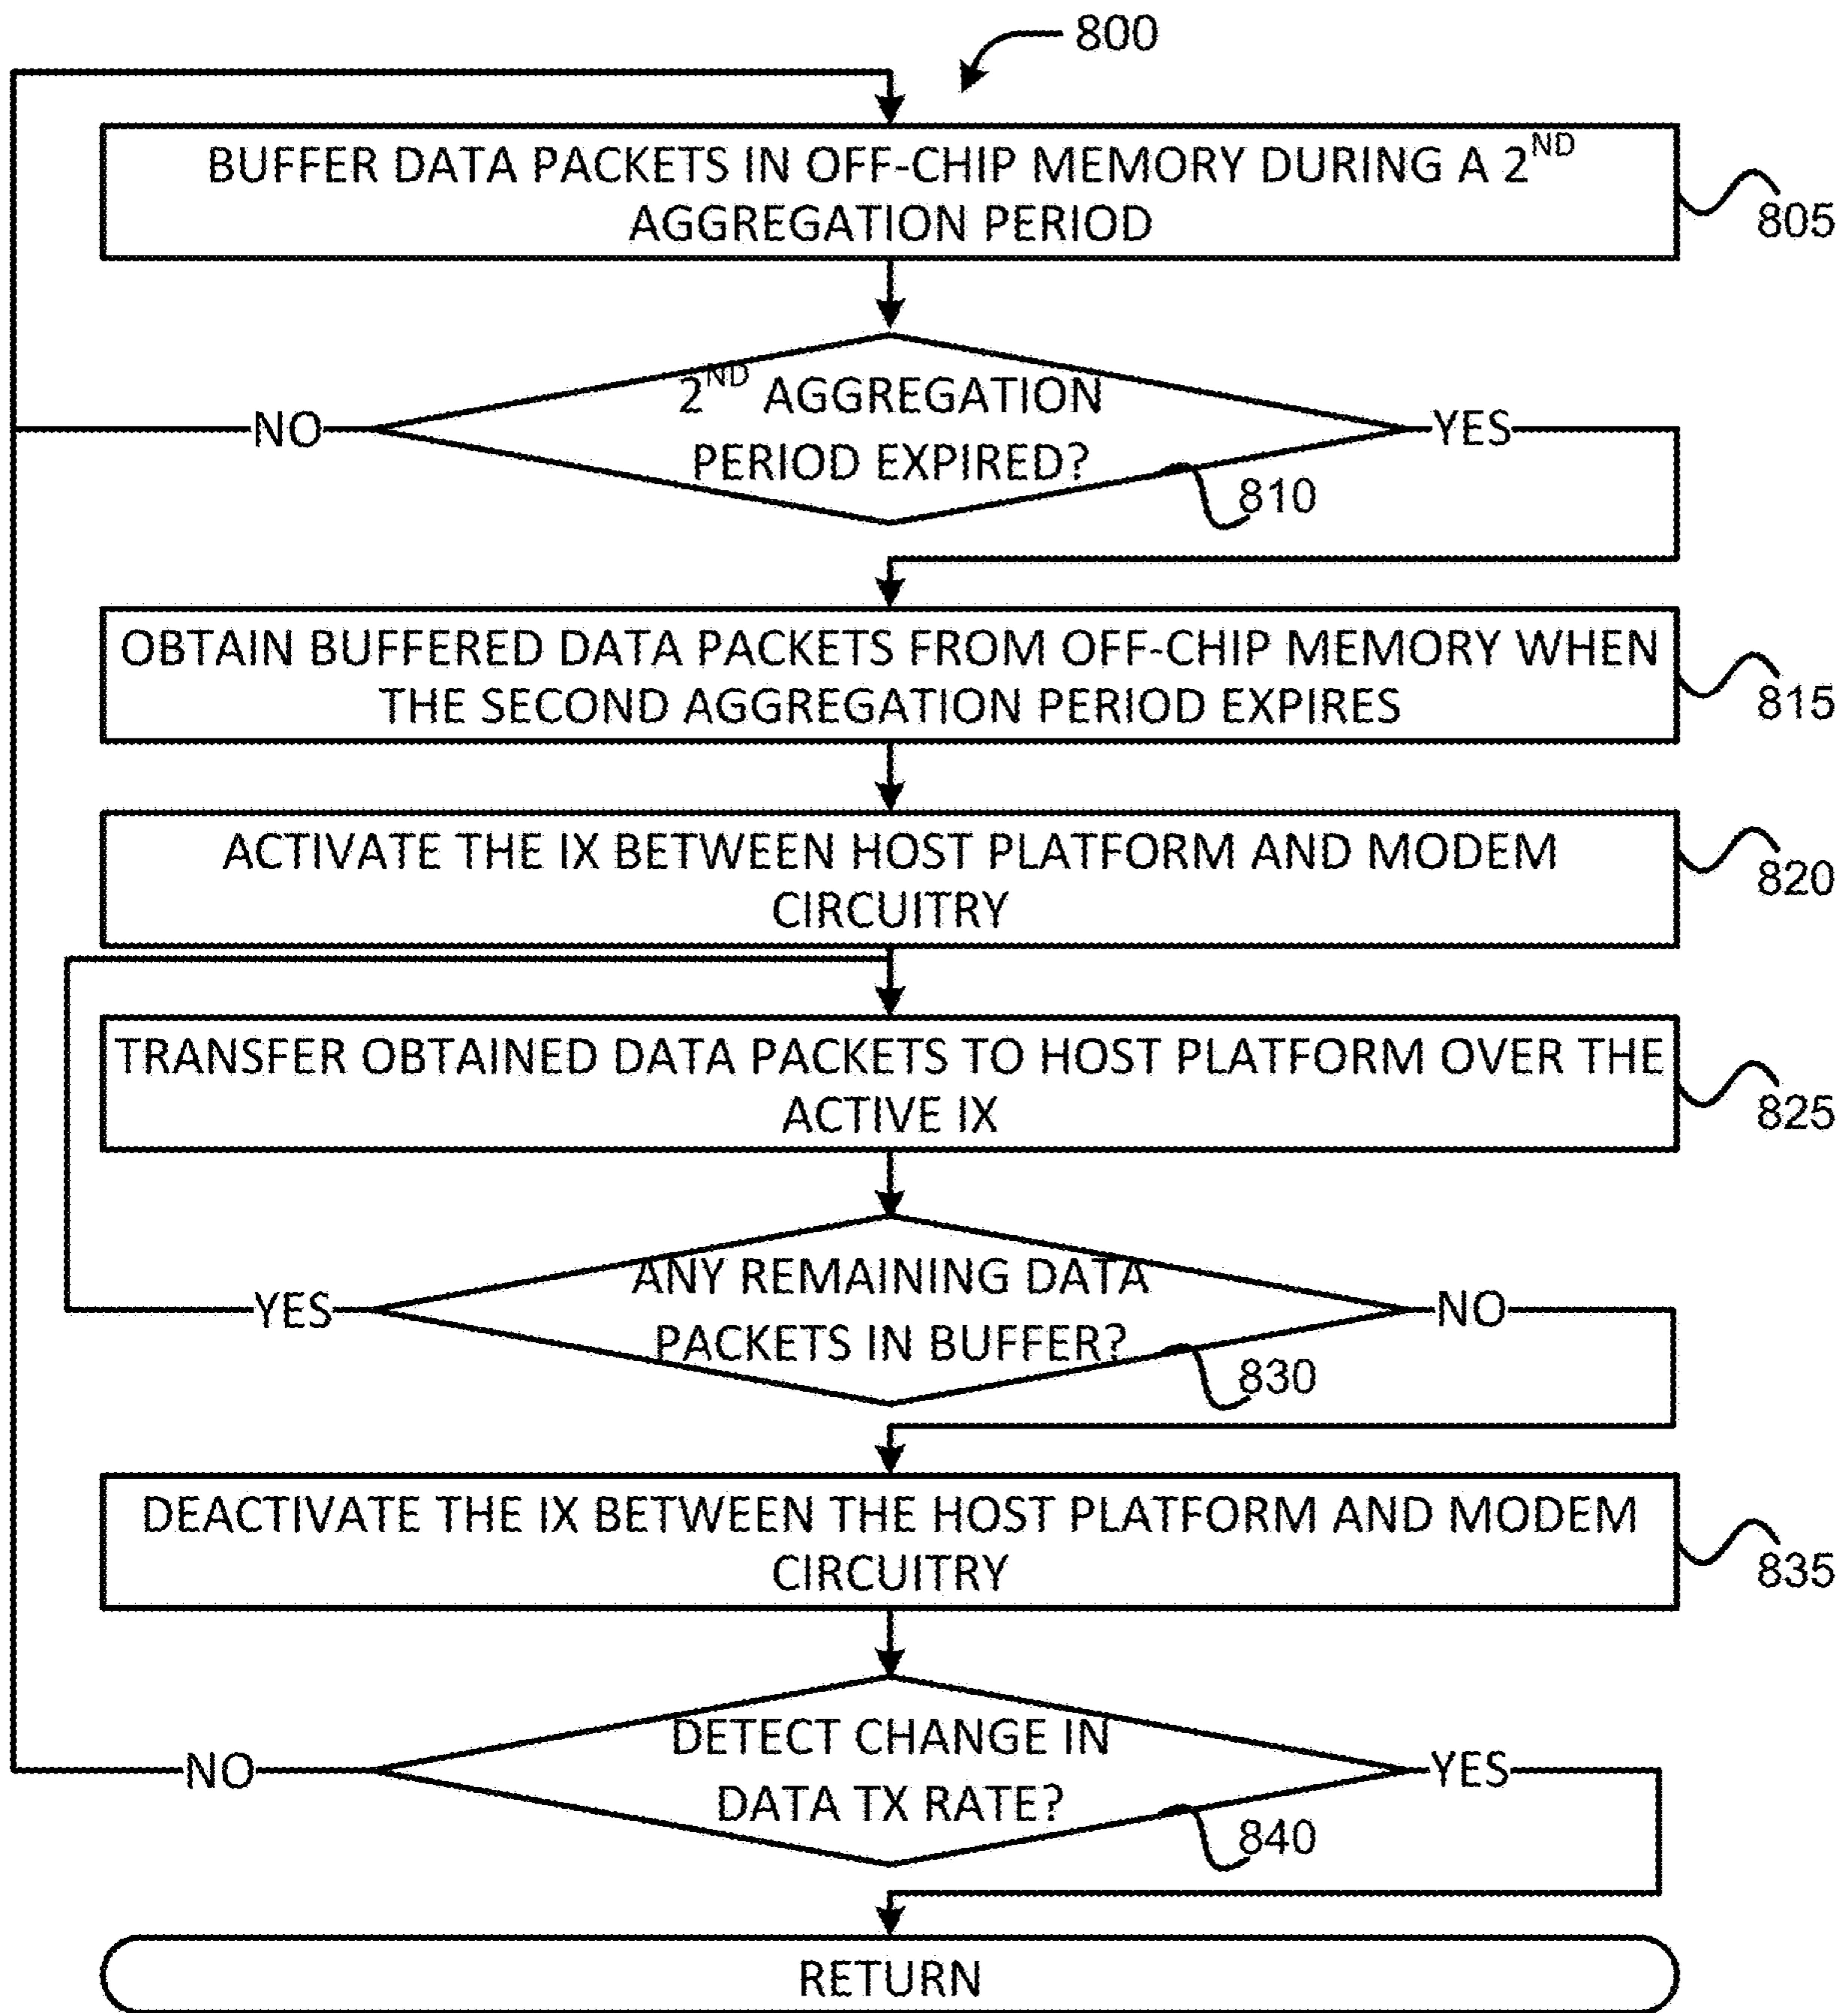 800
BUFFER DATA PACKETS IN OFF-CHIP MEMORY DURING A 2ND
AGGREGATION PERIOD
805
2ND AGGREGATION
PERIOD EXPIRED?
NO
YES
810
OBTAIN BUFFERED DATA PACKETS FROM OFF-CHIP MEMORY WHEN
THE SECOND AGGREGATION PERIOD EXPIRES
815
ACTIVATE THE IX BETWEEN HOST PLATFORM AND MODEM
CIRCUITRY
820
TRANSFER OBTAINED DATA PACKETS TO HOST PLATFORM OVER THE
ACTIVE IX
825
ANY REMAINING DATA
PACKETS IN BUFFER?
YES
NO
830
DEACTIVATE THE IX BETWEEN THE HOST PLATFORM AND MODEM
CIRCUITRY
835
DETECT CHANGE IN
DATA TX RATE?
NO
YES
840
RETURN